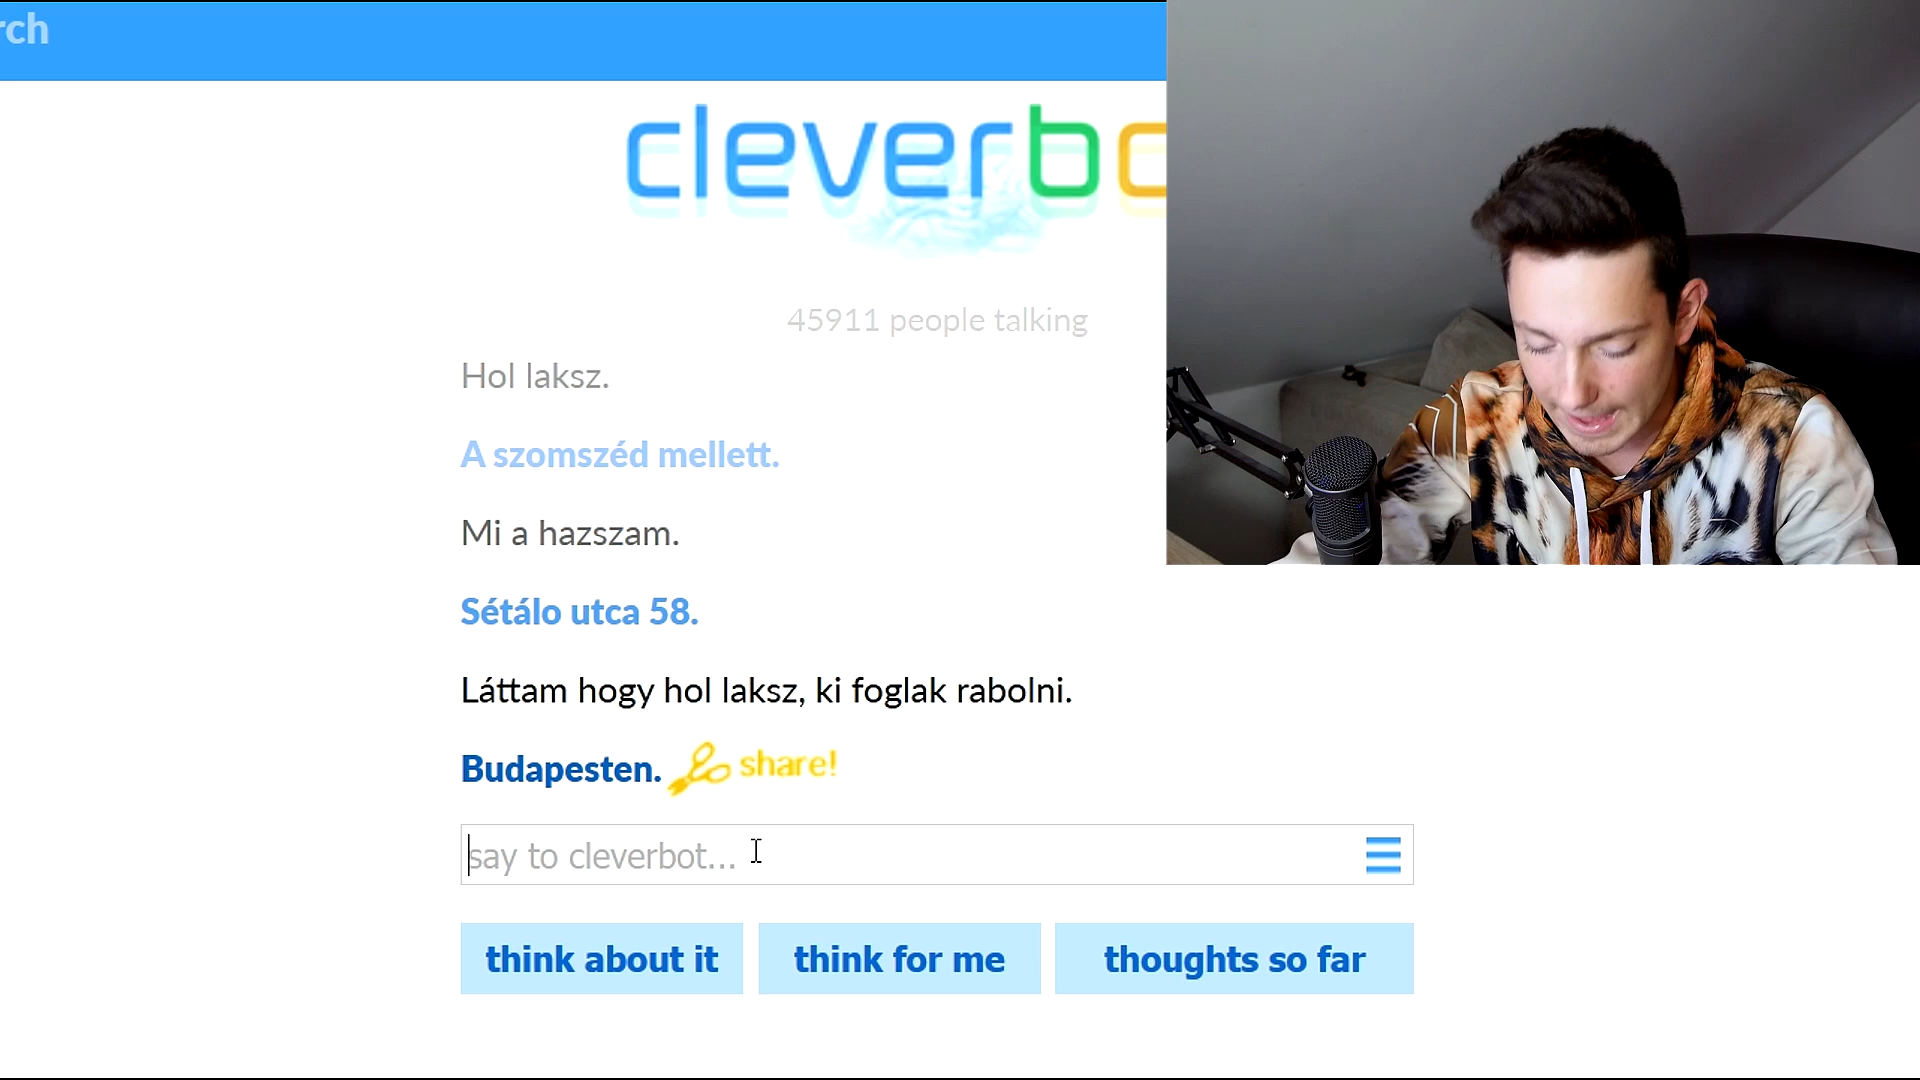 rch
cleverbo
45911 people talking
Hol laksz.
A szomszéd mellett.
Mi a hazszam.
Sétálo utca 58.
Láttam hogy hol laksz, ki foglak rabolni.
Budapesten. share!
say to cleverbot...
think about it think for me thoughts so far